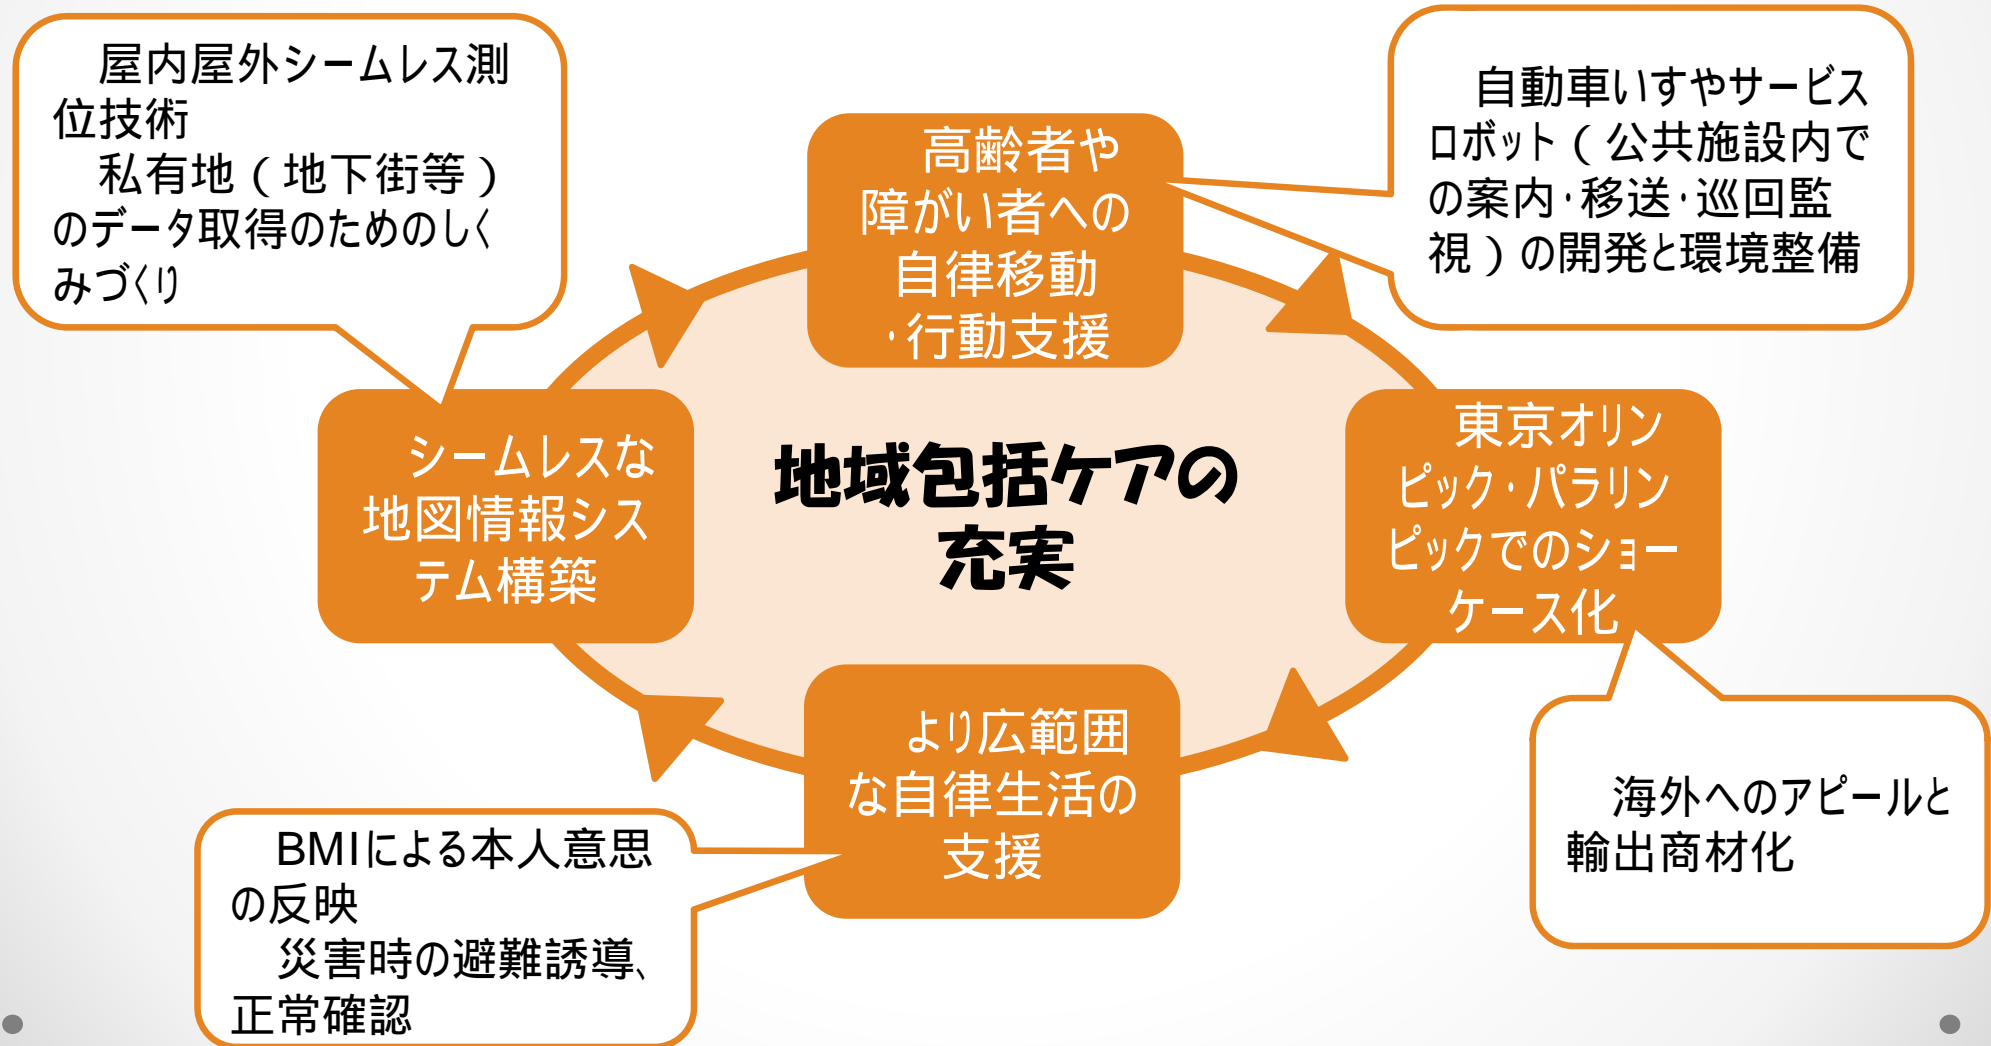 屋内屋外シームレス測
位技術
私有地（地下街等）
のデータ取得のためのしく
みづくり
高齢者や
障がい者への
自律移動
・行動支援
自動車いすやサービス
ロボット（公共施設内で
の案内・移送・巡回監
視）の開発と環境整備
シームレスな
地図情報シス
テム構築
地域包括ケアの
充実
東京オリン
ピック・パラリン
ピックでのショー
ケース化
より広範囲
な自律生活の
支援
BMIによる本人意思
の反映
災害時の避難誘導、
正常確認
海外へのアピールと
輸出商材化